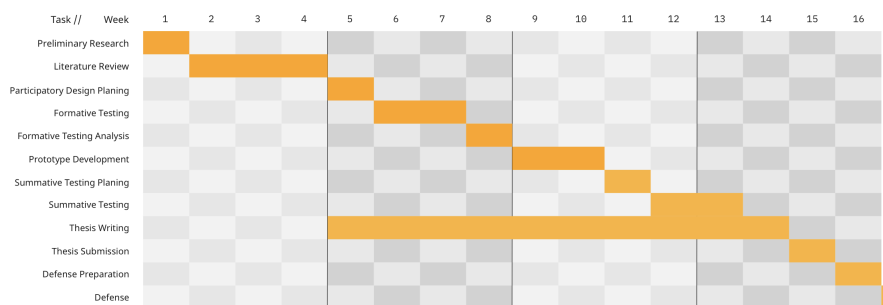 Task // Week 1 2 3 4 5 6 7 8 9 10 11 12 13 14 15 16
Preliminary Research
Literature Review
Participatory Design Planing
Formative Testing
Formative Testing Analysis
Prototype Development
Summative Testing Planing
Summative Testing
Thesis Writing
Thesis Submission
Defense Preparation
Defense